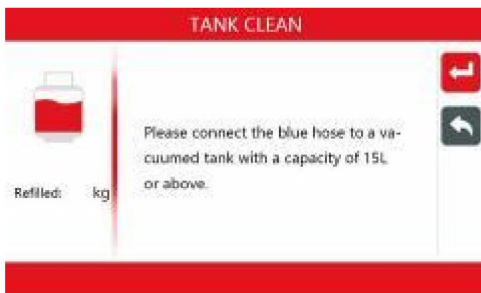 TANK CLEAN
Please connect the blue hose to a va-
cuumed tank with a capacity of 15L
or above.
Refilled: kg